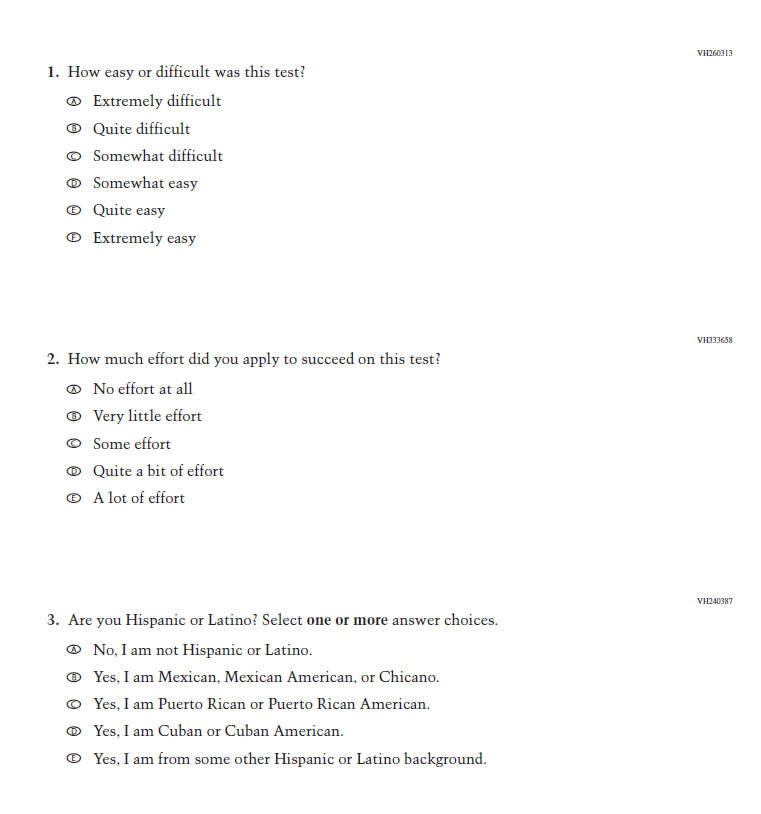 VH260313
1. How easy or difficult was this test?
A Extremely difficult
B Quite difficult
C Somewhat difficult
D Somewhat easy
E Quite easy
F Extremely easy
VH333658
2. How much effort did you apply to succeed on this test?
A No effort at all
B Very little effort
C Some effort
D Quite a bit of effort
E A lot of effort
VH240387
3. Are you Hispanic or Latino? Select one or more answer choices.
A No, I am not Hispanic or Latino.
B Yes, I am Mexican, Mexican American, or Chicano.
C Yes, I am Puerto Rican or Puerto Rican American.
D Yes, I am Cuban or Cuban American.
E Yes, I am from some other Hispanic or Latino background.